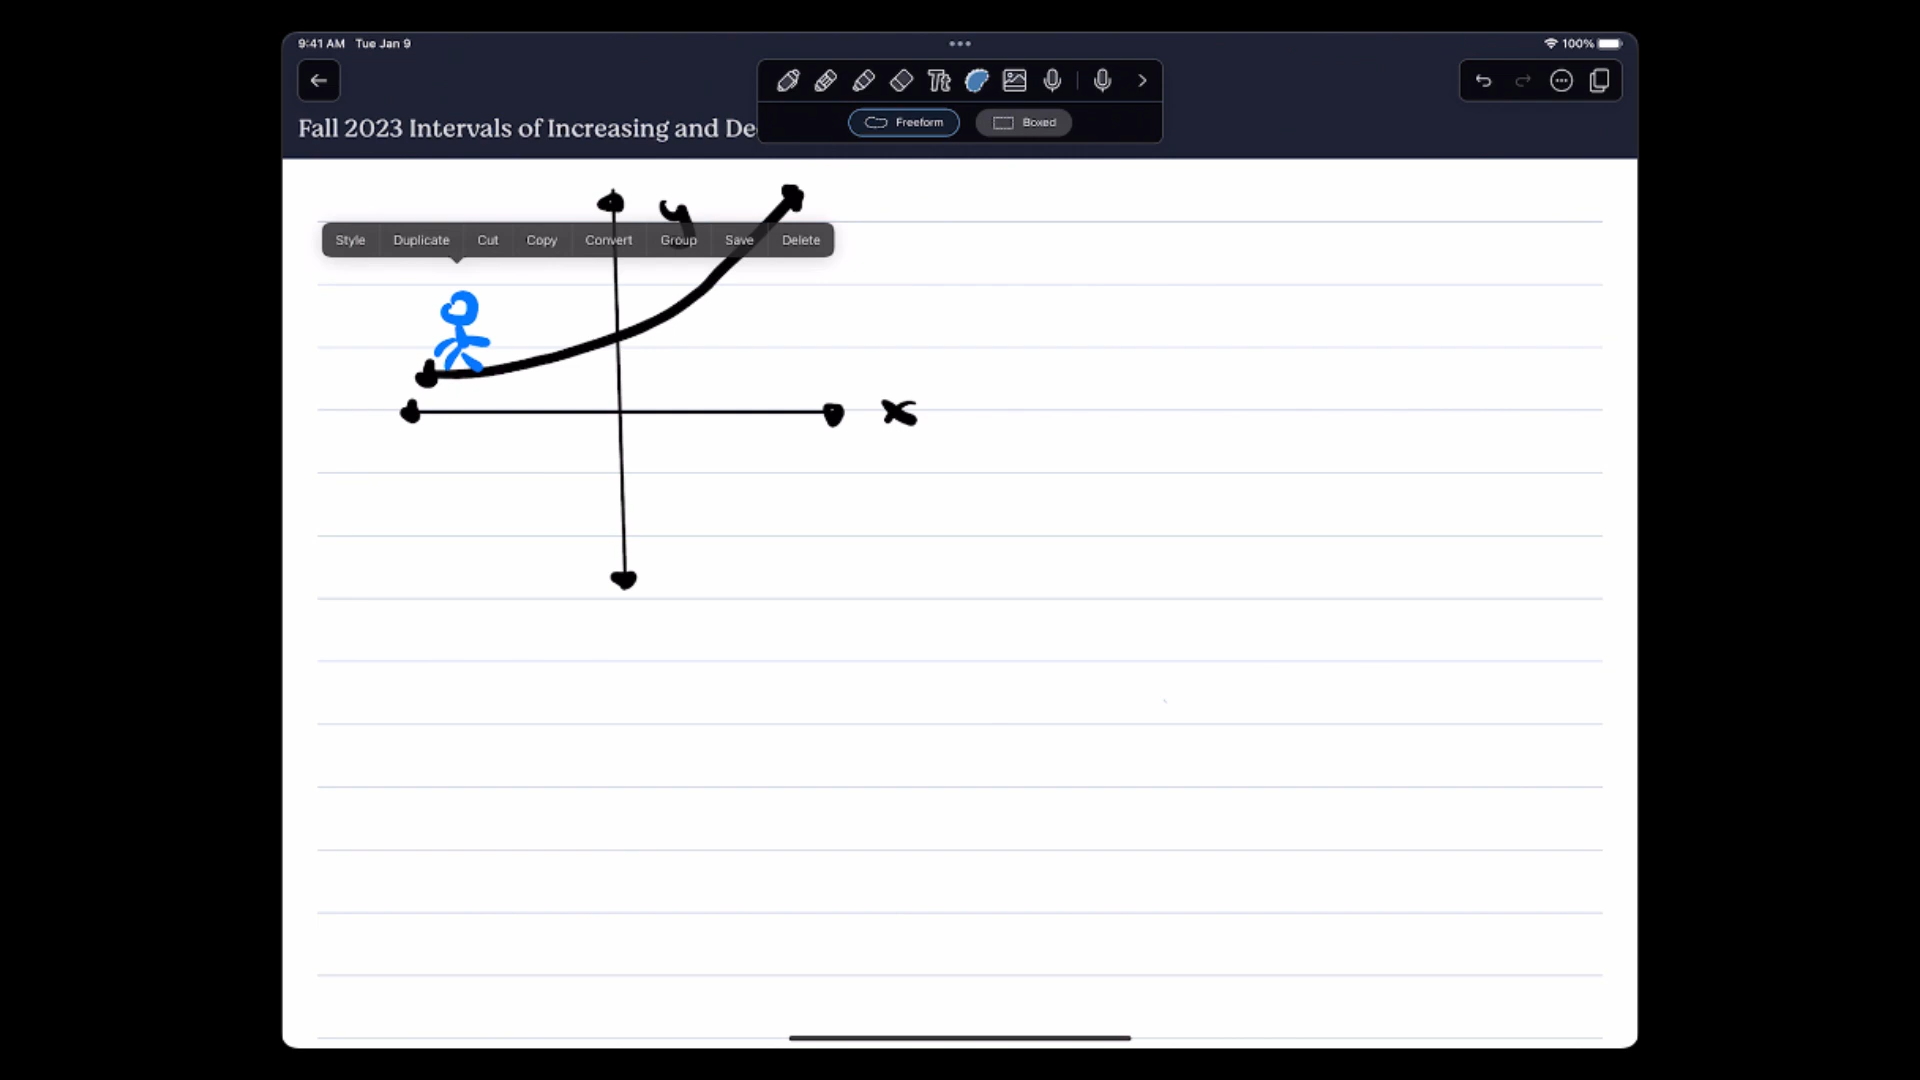 9:41 AM Tue Jan 9
100%
Fall 2023 Intervals of Increasing and De
Freeform Boxed
y
Style Duplicate Cut Copy Convert Group Save Delete
x